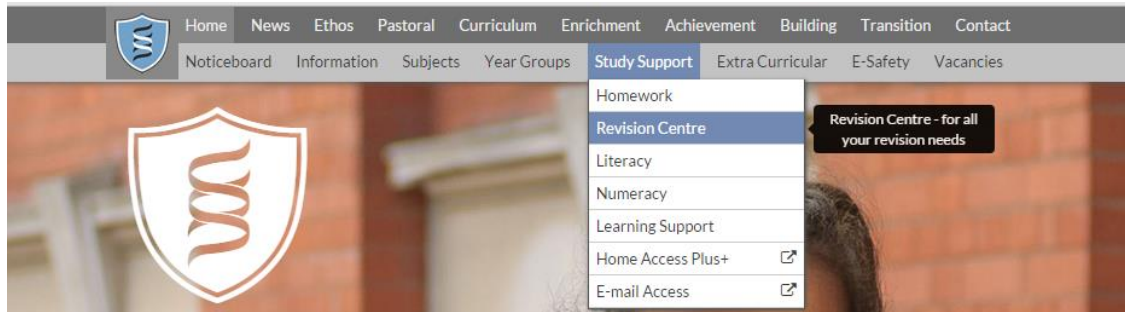 Home News Ethos Pastoral Curriculum Enrichment Achievement Building Transition Contact
Noticeboard Information Subjects Year Groups Study Support Extra Curricular E-Safety Vacancies
Homework
Revision Centre
Revision Centre - for all
your revision needs
Literacy
Numeracy
Learning Support
Home Access Plus+
E-mail Access